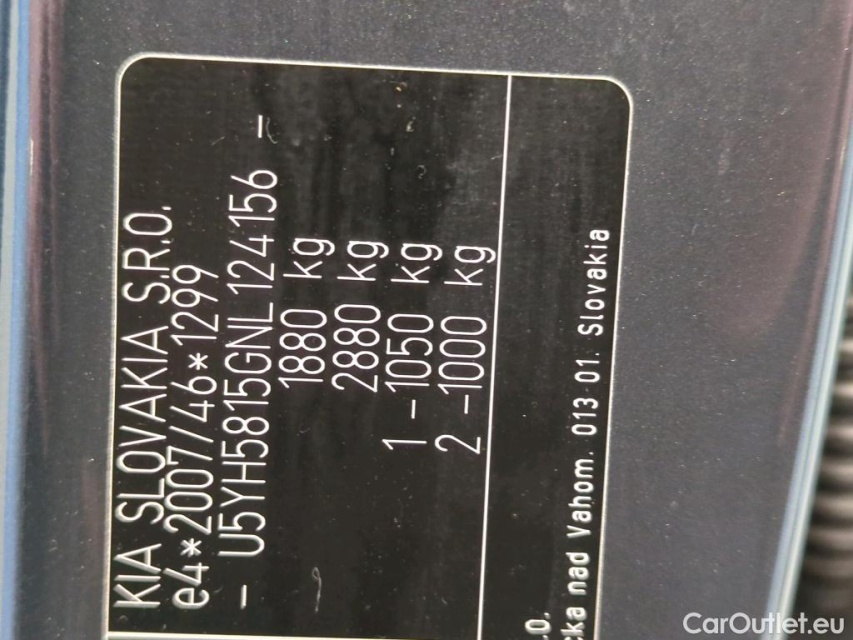 KIA SLOVAKIA S.R.O.
e4*2007/46*1299
- U5YH5815GNL124156 -
1880 kg
2880 kg
1 - 1050 kg
2 - 1000 kg
.O.
cka nad Vahom. 013 01. Slovakia
CarOutlet.eu